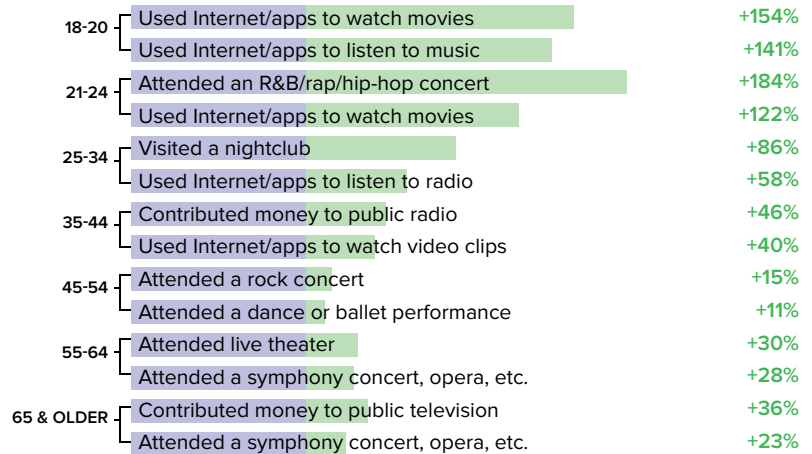 18-20
Used Internet/apps to watch movies +154%
Used Internet/apps to listen to music +141%
21-24
Attended an R&B/rap/hip-hop concert +184%
Used Internet/apps to watch movies +122%
25-34
Visited a nightclub +86%
Used Internet/apps to listen to radio +58%
35-44
Contributed money to public radio +46%
Used Internet/apps to watch video clips +40%
45-54
Attended a rock concert +15%
Attended a dance or ballet performance +11%
55-64
Attended live theater +30%
Attended a symphony concert, opera, etc. +28%
65 & OLDER
Contributed money to public television +36%
Attended a symphony concert, opera, etc. +23%